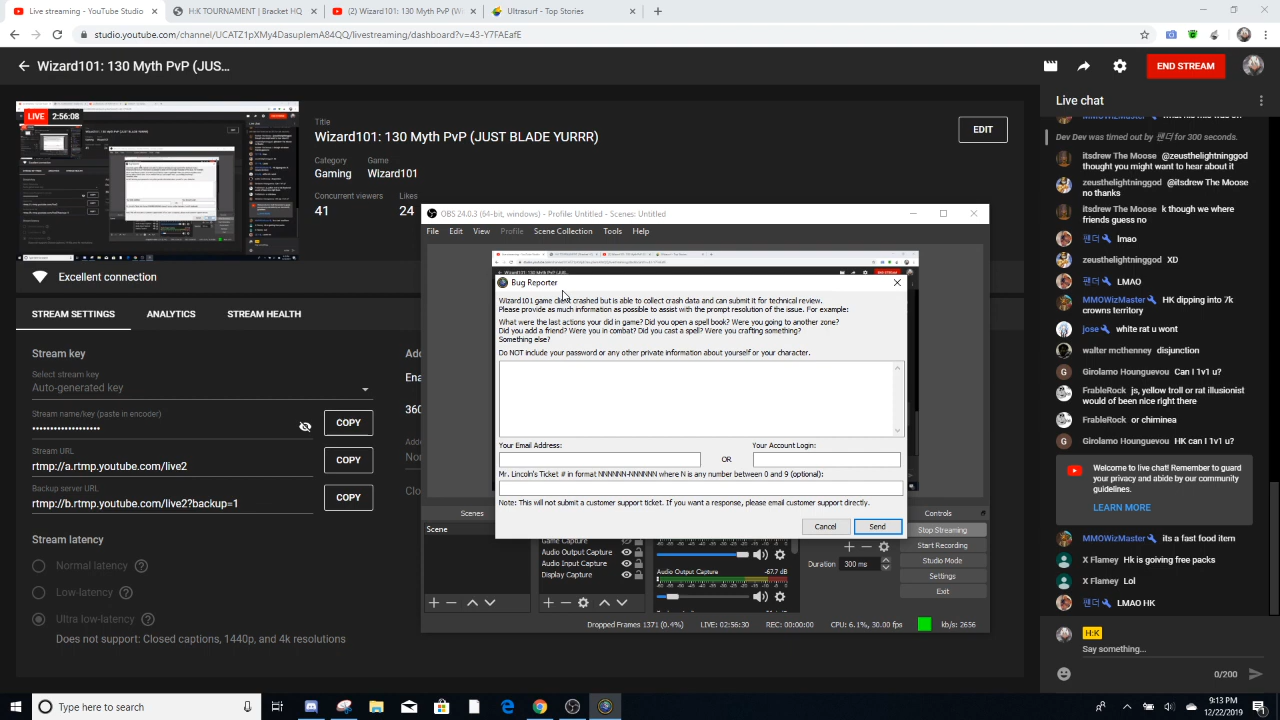 Live streaming - YouTube Studio
H:K TOURNAMENT | Bracket HQ
(2) Wizard101: 130 Myth PvP (JU
Ultrasurf - Top Stories
studio.youtube.com/channel/UCATZ1pXMy4DasupIemA84QQ/livestreaming/dashboard?v=43-Y7FAEafE
Wizard101: 130 Myth PvP (JUS...
END STREAM
LIVE 2:56:08
Title
Wizard101: 130 Myth PvP (JUST BLADE YURRR)
EDIT
Category
Game
Gaming
Wizard101
Concurrent viewers
Likes
41
24
Excellent connection
STREAM SETTINGS
ANALYTICS
STREAM HEALTH
Stream key
Select stream key
Auto-generated key
Stream name/key (paste in encoder)
••••••••••••••••••
COPY
Stream URL
rtmp://a.rtmp.youtube.com/live2
COPY
Backup server URL
rtmp://b.rtmp.youtube.com/live2?backup=1
COPY
Stream latency
Normal latency
Low-latency
Ultra low-latency
Does not support: Closed captions, 1440p, and 4k resolutions
Ena
360
OBS 24.0.3 (64-bit, windows) - Profile: Untitled - Scenes: Untitled
File Edit View Profile Scene Collection Tools Help
Bug Reporter
Wizard101 game client crashed but is able to collect crash data and can submit it for technical review.
Please provide as much information as possible to assist with the prompt resolution of the issue. For example:
What were the last actions your did in game? Did you open a spell book? Were you going to another zone?
Did you add a friend? Were you in combat? Did you cast a spell? Were you crafting something?
Something else?
Do NOT include your password or any other private information about yourself or your character.
Your Email Address:
Your Account Login:
OR
Mr. Lincoln's Ticket # in format NNNNNN-NNNNNN where N is any number between 0 and 9 (optional):
Note: This will not submit a customer support ticket. If you want a response, please email customer support directly.
Cancel
Send
Scenes
Scene
Game Capture
Audio Output Capture
Audio Input Capture
Display Capture
Audio Output Capture
-67.7 dB
Duration
300 ms
Controls
Stop Streaming
Start Recording
Studio Mode
Settings
Exit
Dropped Frames 1371 (0.4%)
LIVE: 02:56:30
REC: 00:00:00
CPU: 6.1%, 30.00 fps
kb/s: 2656
Live chat
Dev Dev was timed out by 팬더 for 300 seconds.
itsdrew The Moose @zeusthelightninggod
thought you might want to hear about it
zeusthelightninggod @itsdrew The Moose
no thanks
itsdrew The Moose k though we where
friends guess no
팬더 lmao
zeusthelightninggod XD
팬더 LMAO
MMOWizMaster HK dipping into 7k
crowns territory
jose white rat u wont
walter mcthenney disjunction
Girolamo Hounguevou Can I 1v1 u?
FrableRork js, yellow troll or rat illusionist
would of been nice right there
FrableRork or chiminea
Girolamo Hounguevou HK can I 1v1 u?
Welcome to live chat! Remember to guard
your privacy and abide by our community
guidelines.
LEARN MORE
MMOWizMaster its a fast food item
X Flamey Hk is goiving free packs
X Flamey Lol
팬더 LMAO HK
H:K
Say something...
0/200
Type here to search
9:13 PM
12/22/2019